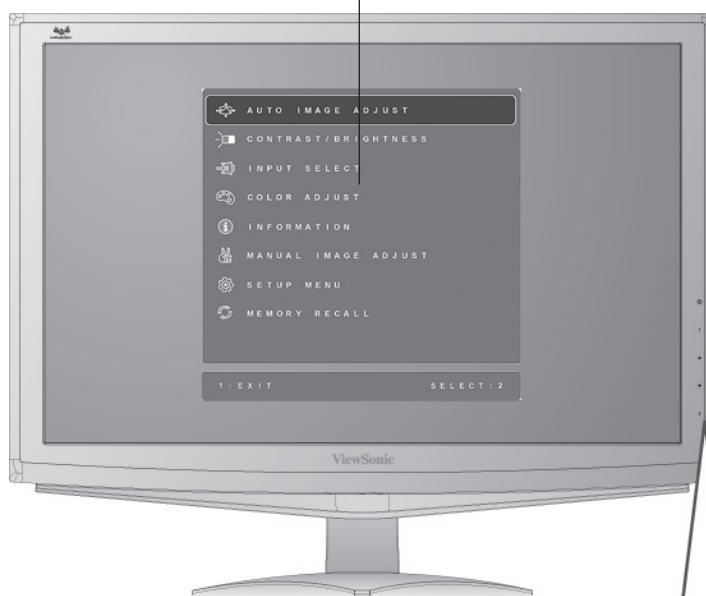 AUTO IMAGE ADJUST
CONTRAST/BRIGHTNESS
INPUT SELECT
COLOR ADJUST
INFORMATION
MANUAL IMAGE ADJUST
SETUP MENU
MEMORY RECALL
1:EXIT SELECT:2
ViewSonic